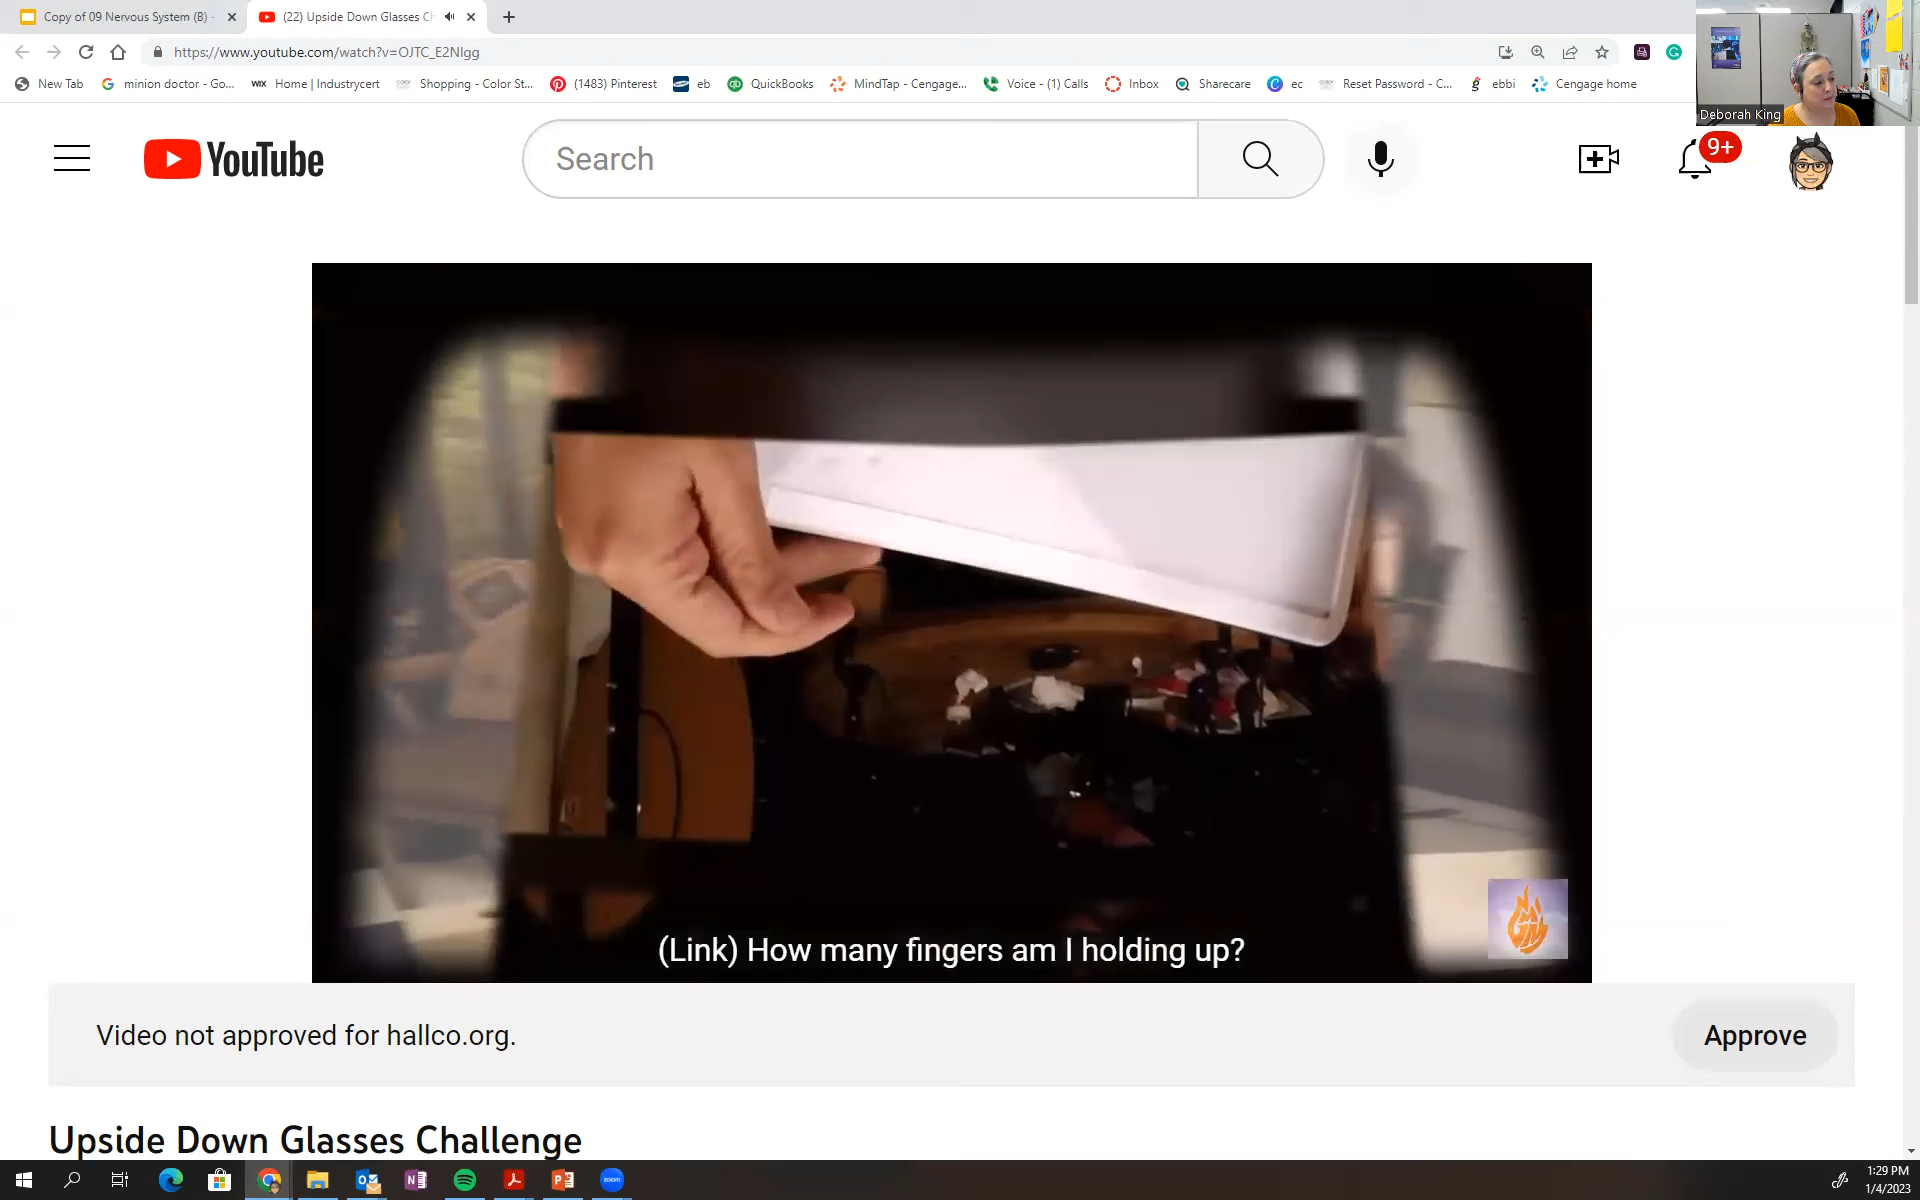 Copy of 09 Nervous System (B) -
(22) Upside Down Glasses Ch
https://www.youtube.com/watch?v=OJTC_E2NIgg
New Tab
minion doctor - Go...
WIX Home | Industrycert
Shopping - Color St...
(1483) Pinterest
eb
QuickBooks
MindTap - Cengage...
Voice - (1) Calls
Inbox
Sharecare
ec
Reset Password - C...
ebbi
Cengage home
Deborah King
YouTube
Search
9+
(Link) How many fingers am I holding up?
Video not approved for hallco.org.
Approve
Upside Down Glasses Challenge
zoom
1:29 PM
1/4/2023